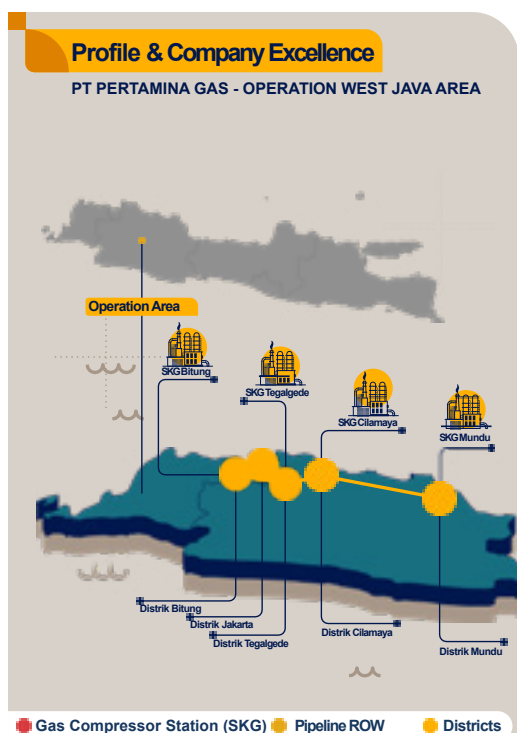 Profile & Company Excellence
PT PERTAMINA GAS - OPERATION WEST JAVA AREA
Operation Area
SKG Bitung
SKG Tegalgede
SKG Cilamaya
SKG Mundu
Distrik Bitung
Distrik Jakarta
Distrik Tegalgede
Distrik Cilamaya
Distrik Mundu
Gas Compressor Station (SKG) Pipeline ROW Districts